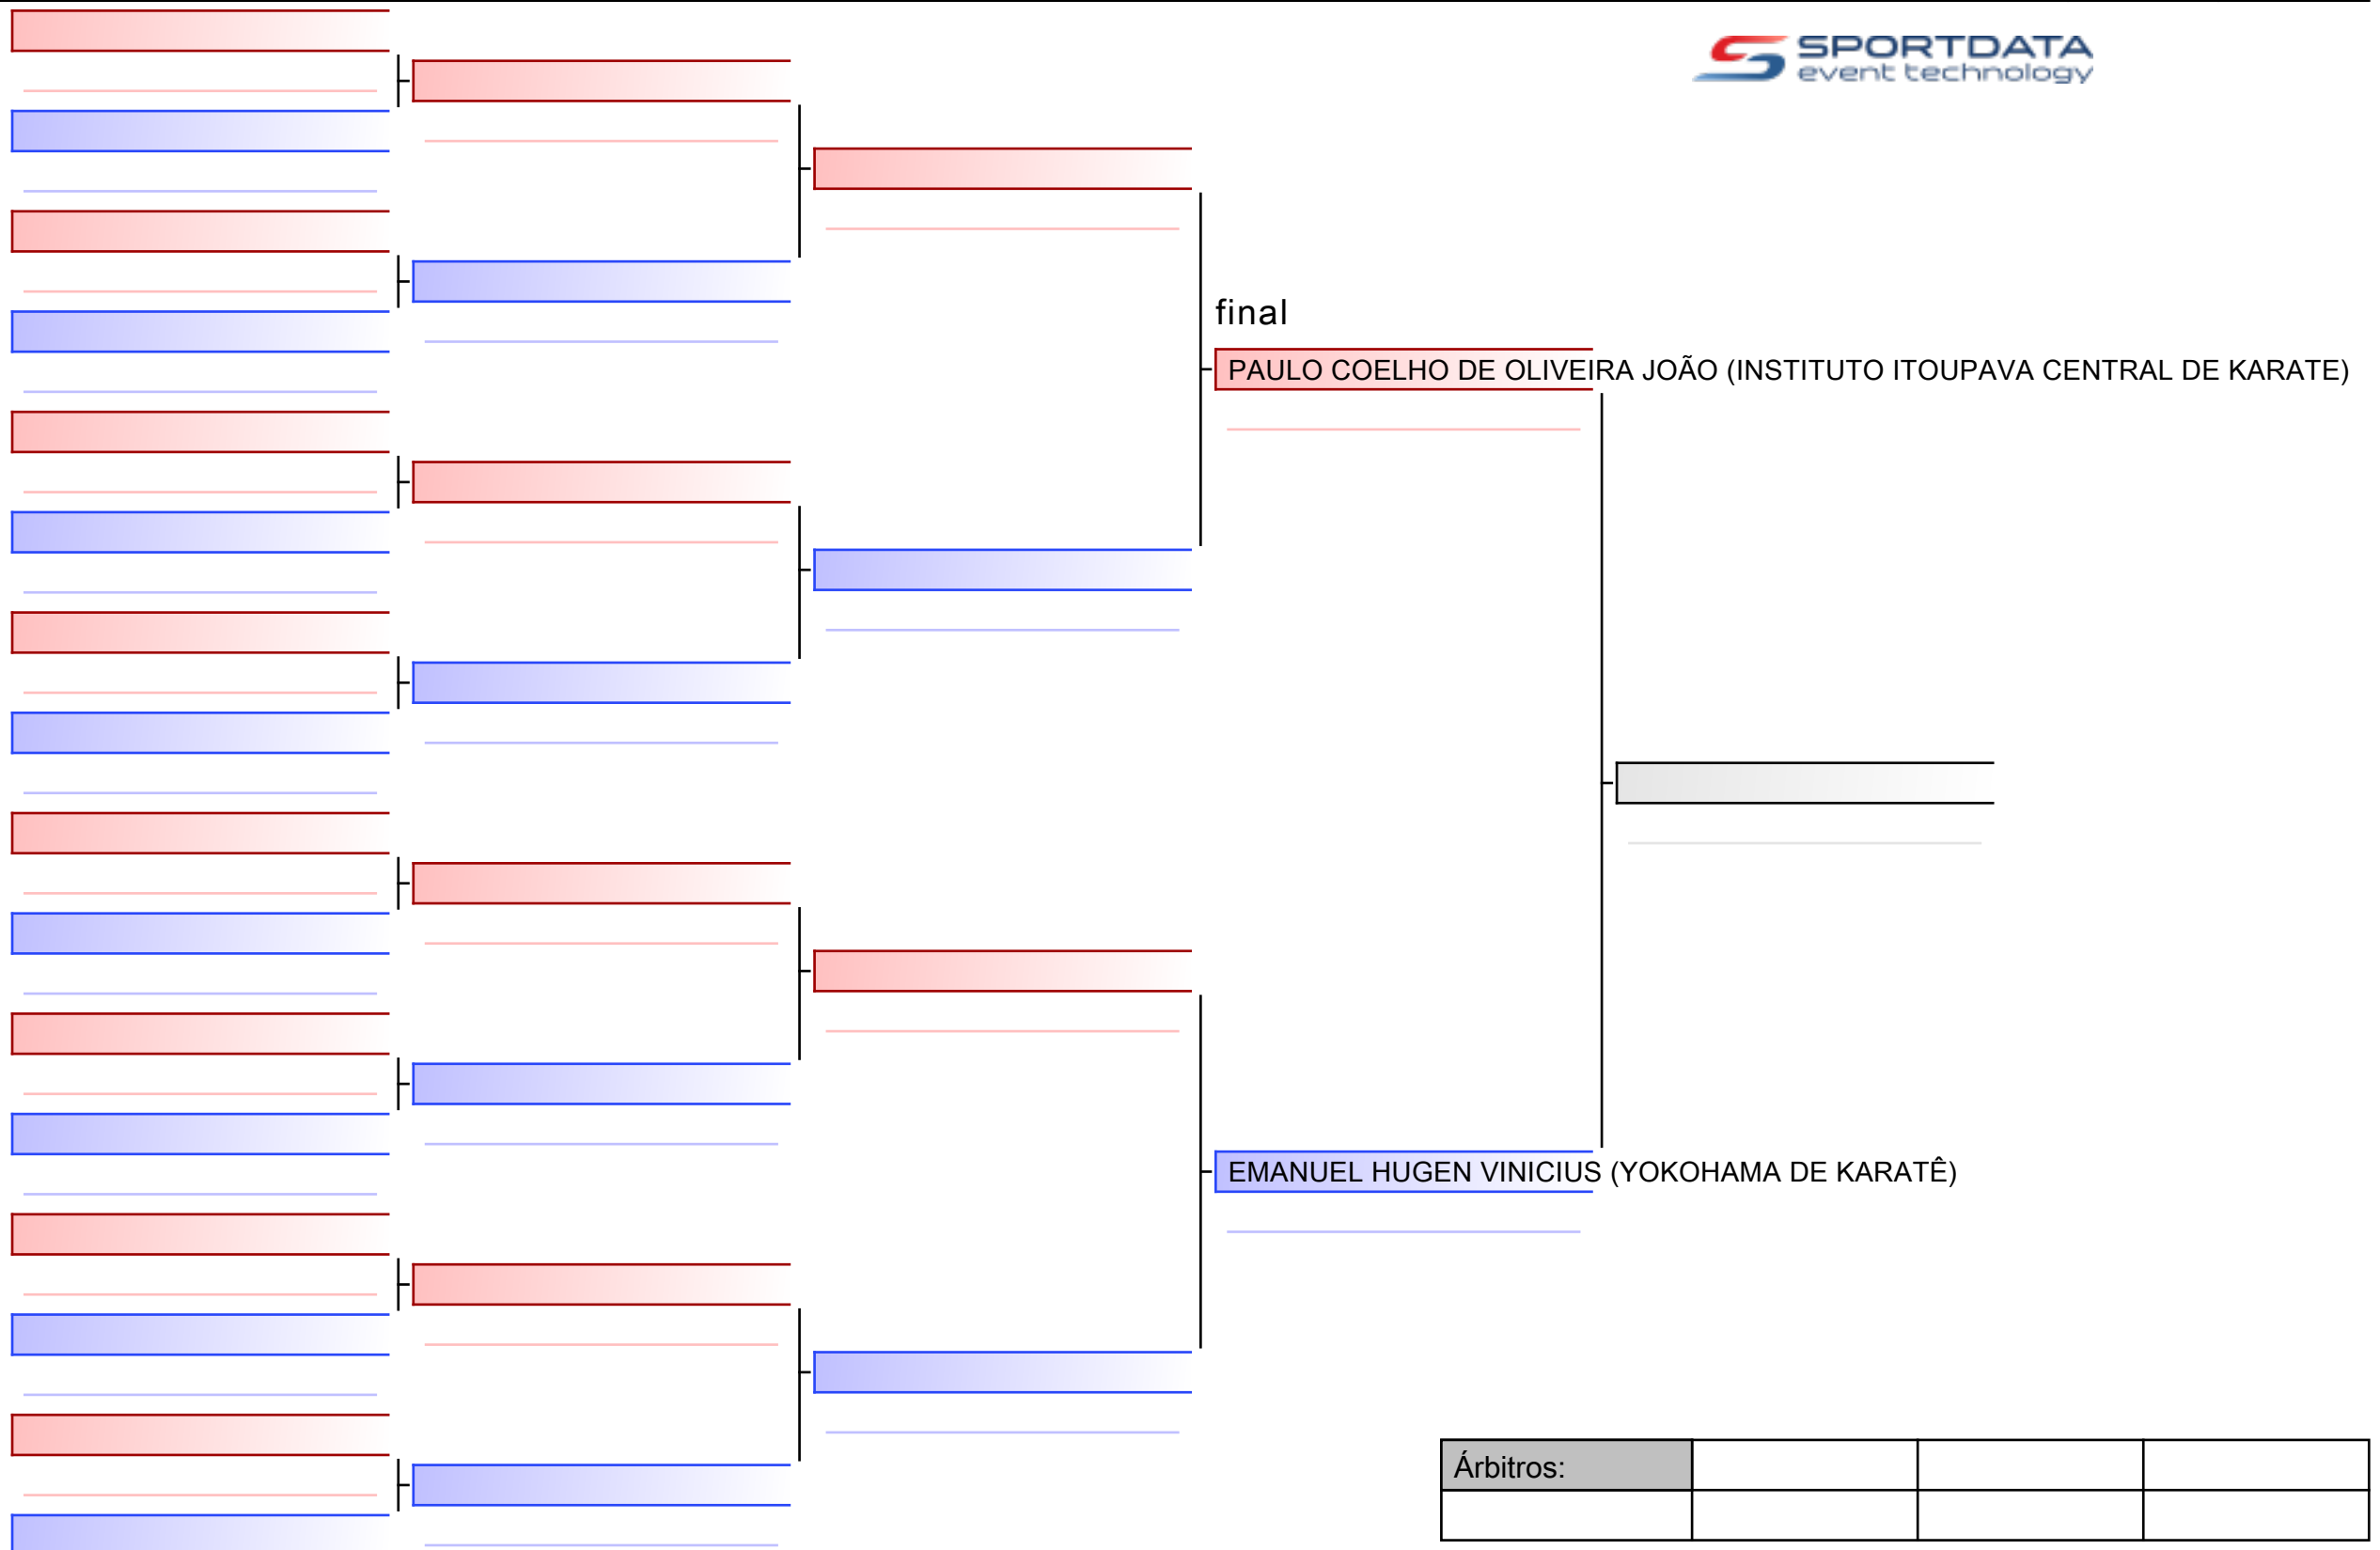 SPORTDATA
event technology
final
PAULO COELHO DE OLIVEIRA JOÃO (INSTITUTO ITOUPAVA CENTRAL DE KARATE)
EMANUEL HUGEN VINICIUS (YOKOHAMA DE KARATÊ)
Árbitros: